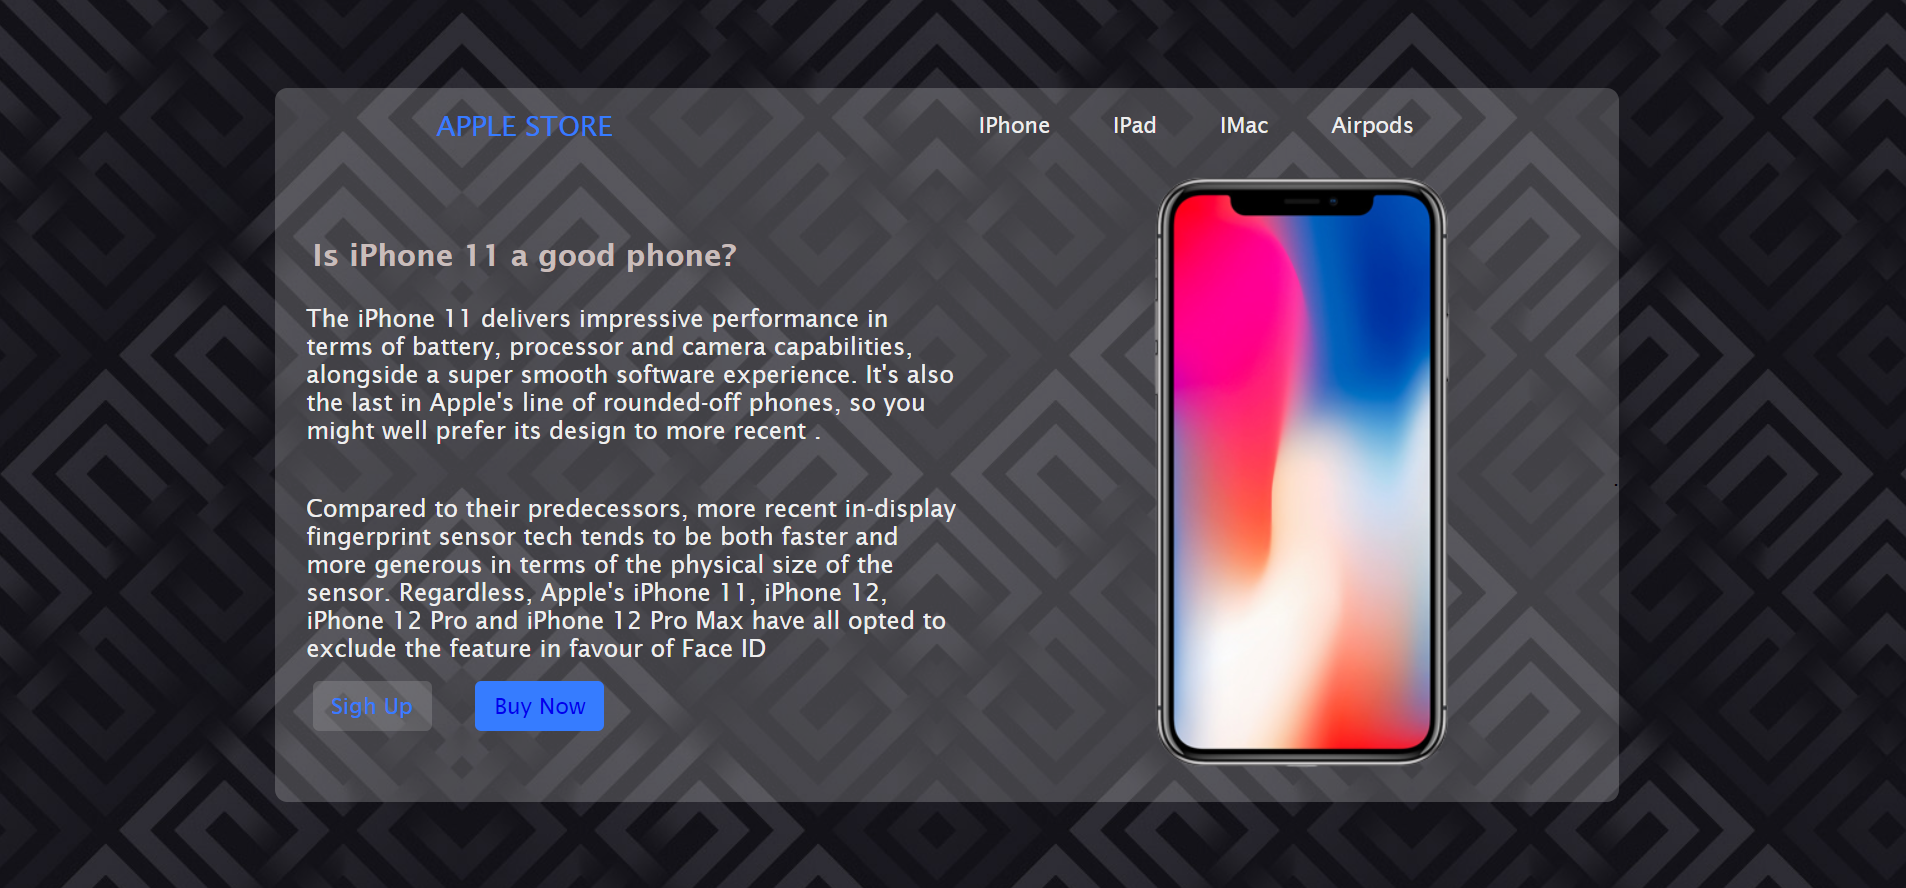 APPLE STORE
IPhone IPad IMac Airpods
Is iPhone 11 a good phone?
The iPhone 11 delivers impressive performance in
terms of battery, processor and camera capabilities,
alongside a super smooth software experience. It's also
the last in Apple's line of rounded-off phones, so you
might well prefer its design to more recent .
Compared to their predecessors, more recent in-display
fingerprint sensor tech tends to be both faster and
more generous in terms of the physical size of the
sensor. Regardless, Apple's iPhone 11, iPhone 12,
iPhone 12 Pro and iPhone 12 Pro Max have all opted to
exclude the feature in favour of Face ID
Sigh Up
Buy Now